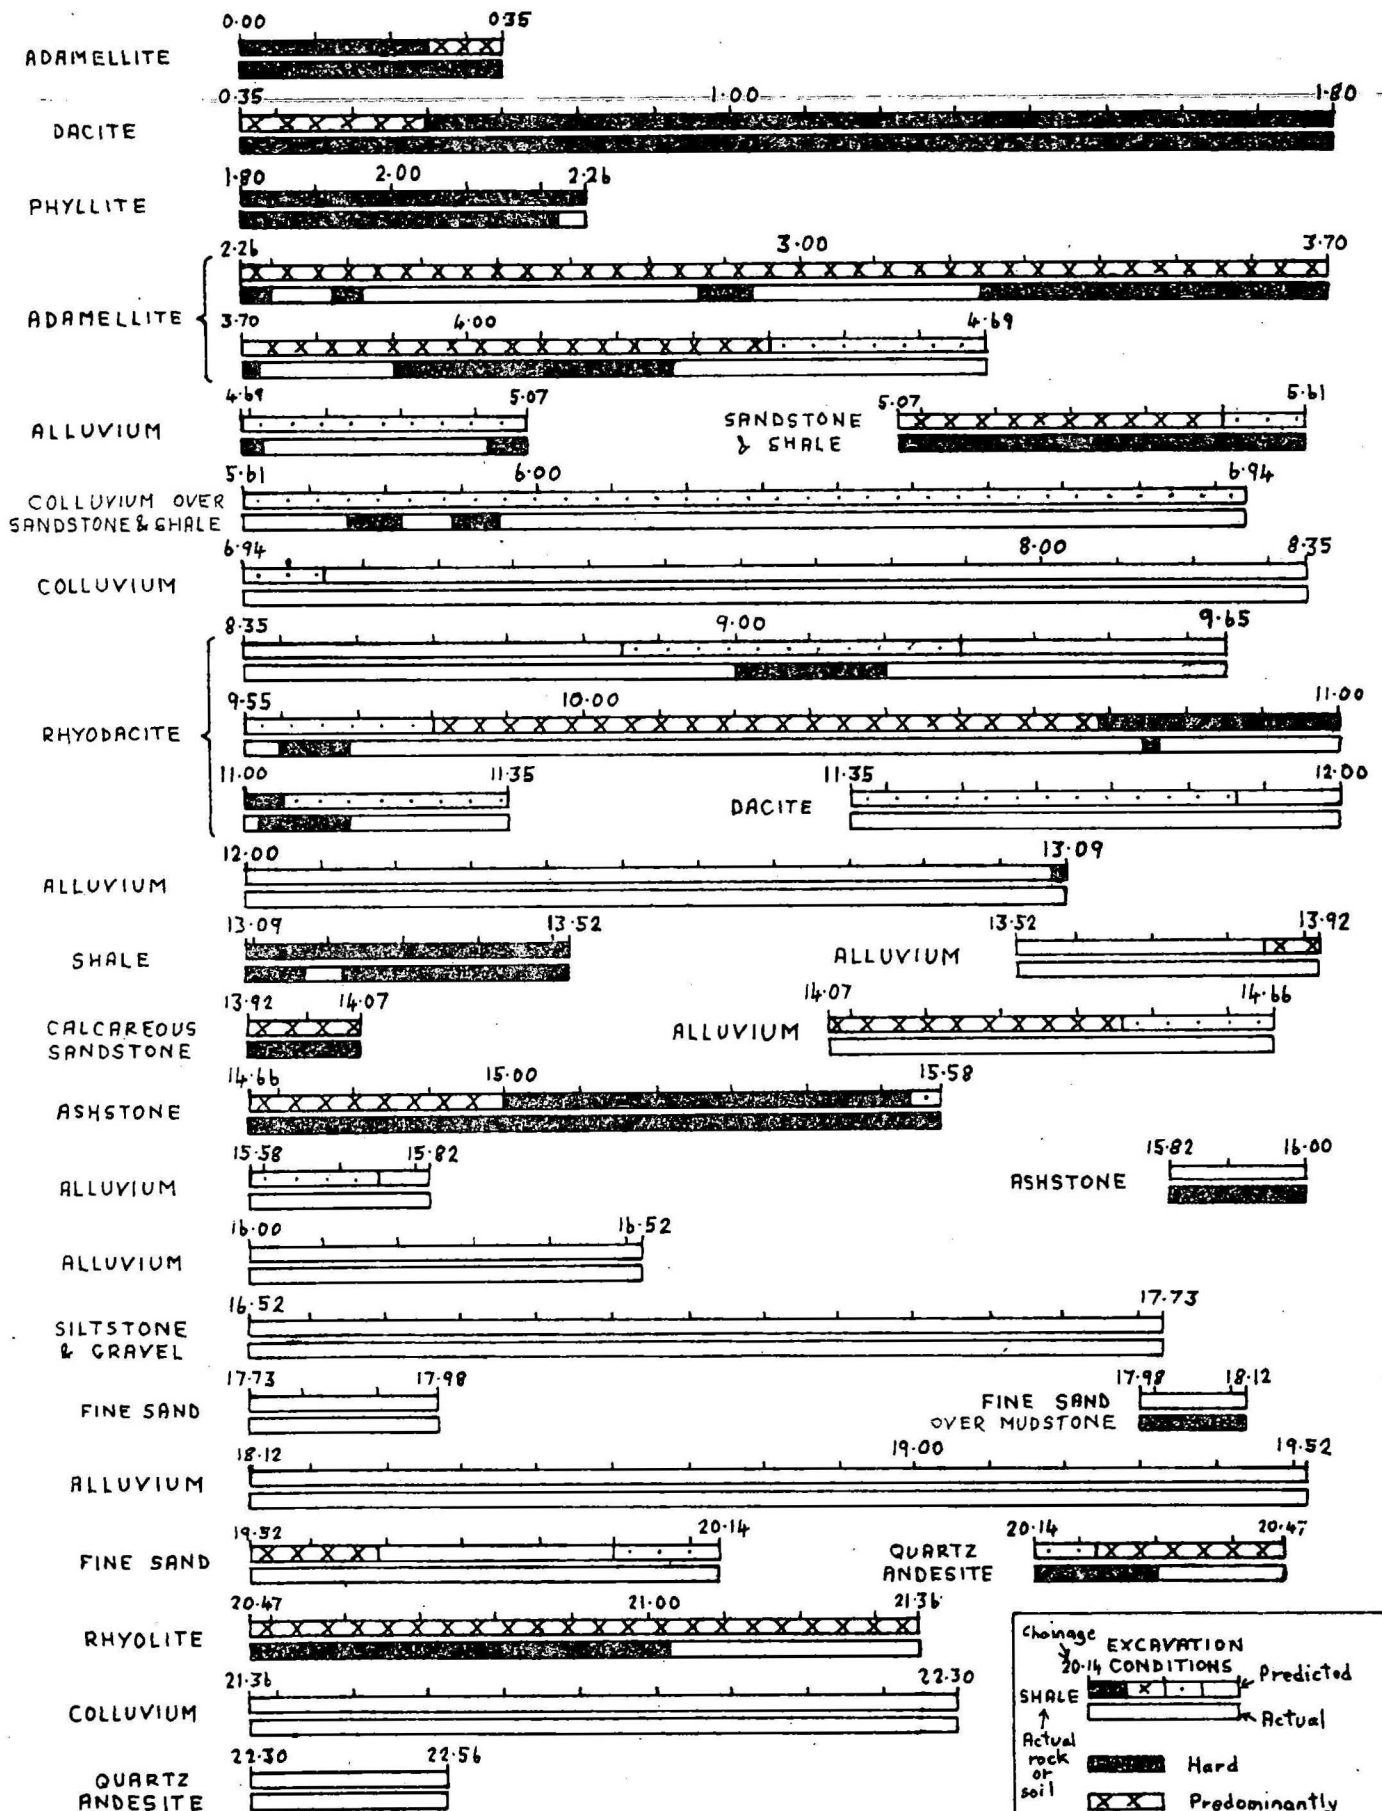 0.00 0.35
ADAMELLITE
0.35 1.00 1.80
DACITE
1.80 2.00 2.26
PHYLLITE
2.26 3.00 3.70
ADAMELLITE
3.70 4.00 4.69
4.69 5.07
ALLUVIUM
5.07 5.61
SANDSTONE
& SHALE
5.61 6.00 6.94
COLLUVIUM OVER
SANDSTONE & SHALE
6.94 8.00 8.35
COLLUVIUM
8.35 9.00 9.65
RHYODACITE
9.55 10.00 11.00
11.00 11.35
11.35 12.00
DACITE
12.00 13.09
ALLUVIUM
13.09 13.52
SHALE
13.52 13.92
ALLUVIUM
13.92 14.07
CALCAREOUS
SANDSTONE
14.07 14.66
ALLUVIUM
14.66 15.00 15.58
ASHSTONE
15.58 15.82
ALLUVIUM
15.82 16.00
ASHSTONE
16.00 16.52
ALLUVIUM
16.52 17.73
SILTSTONE
& GRAVEL
17.73 17.98
FINE SAND
17.98 18.12
FINE SAND
OVER MUDSTONE
18.12 19.00 19.52
ALLUVIUM
19.52 20.14
FINE SAND
20.14 20.47
QUARTZ
ANDESITE
20.47 21.00 21.36
RHYOLITE
21.36 22.30
COLLUVIUM
22.30 22.56
QUARTZ
ANDESITE
Chainage
EXCAVATION
20.14 CONDITIONS
Predicted
SHALE
Actual
Actual
rock
or
soil
Hard
Predominantly